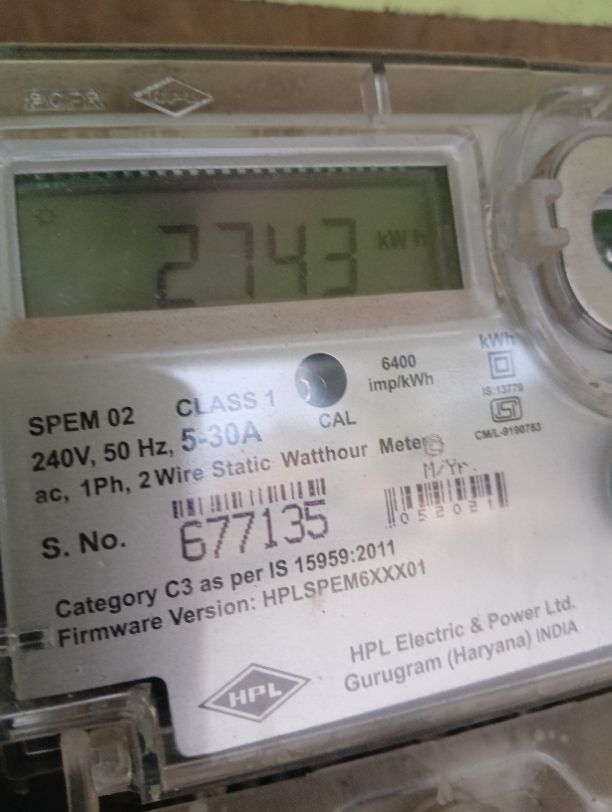 HPL
2743 kWh
6400
imp/kWh
kWh
IS:13779
CM/L-9190783
SPEM 02 CLASS 1
CAL
240V, 50 Hz, 5-30A
ac, 1Ph, 2 Wire Static Watthour Meter
M/Yr.
S. No. 677135
052021
Category C3 as per IS 15959:2011
Firmware Version: HPLSPEM6XXX01
HPL Electric & Power Ltd.
Gurugram (Haryana) INDIA
HPL